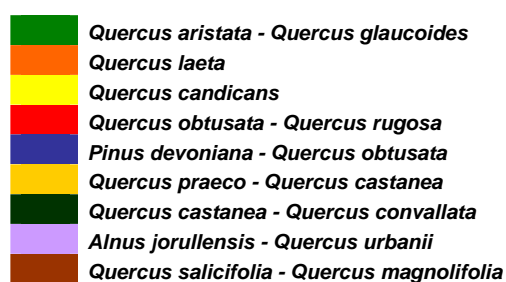 Quercus aristata - Quercus glaucoides
Quercus laeta
Quercus candicans
Quercus obtusata - Quercus rugosa
Pinus devoniana - Quercus obtusata
Quercus praeco - Quercus castanea
Quercus castanea - Quercus convallata
Alnus jorullensis - Quercus urbanii
Quercus salicifolia - Quercus magnolifolia